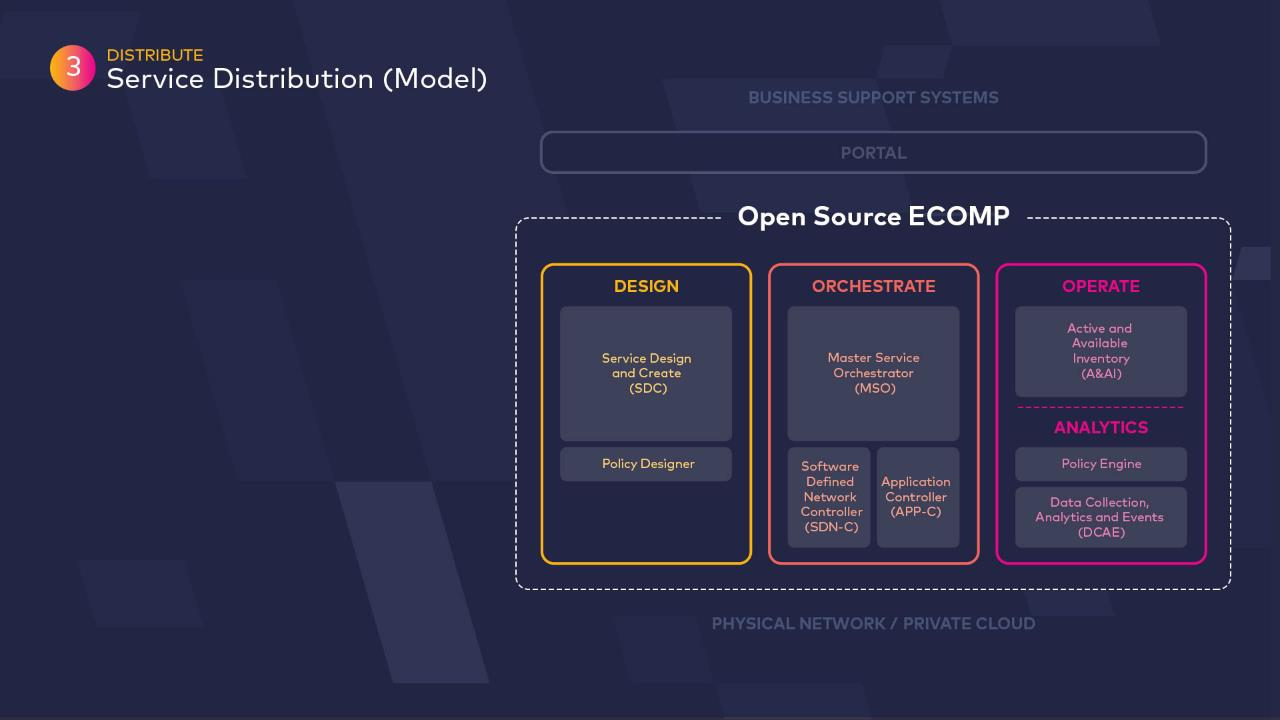 3
DISTRIBUTE
Service Distribution (Model)
BUSINESS SUPPORT SYSTEMS
PORTAL
Open Source ECOMP
DESIGN
Service Design
and Create
(SDC)
Policy Designer
ORCHESTRATE
Master Service
Orchestrator
(MSO)
Software
Defined
Network
Controller
(SDN-C)
Application
Controller
(APP-C)
OPERATE
Active and
Available
Inventory
(A&AI)
ANALYTICS
Policy Engine
Data Collection,
Analytics and Events
(DCAE)
PHYSICAL NETWORK / PRIVATE CLOUD